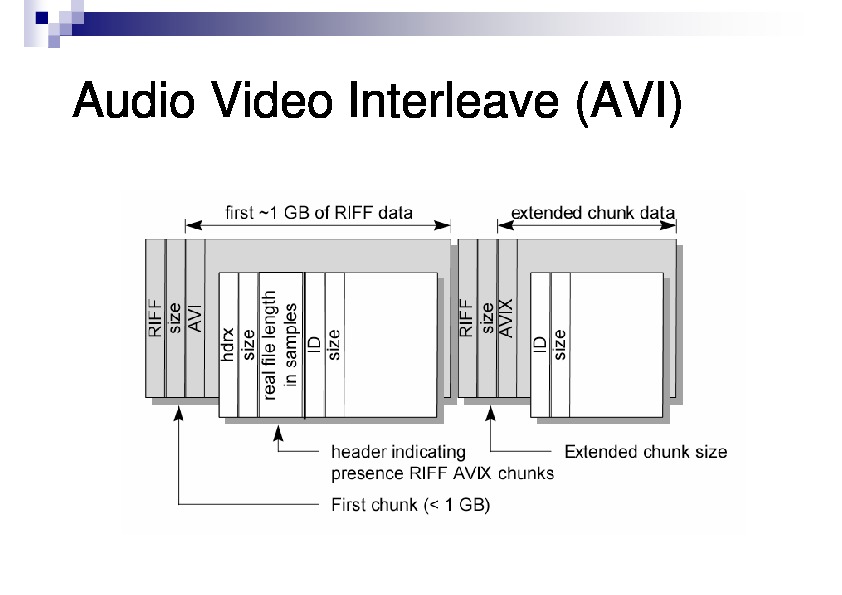 Audio Video Interleave (AVI)
first ~1 GB of RIFF data
extended chunk data
RIFF
size
AVI
hdrx
size
real file length
in samples
ID
size
RIFF
size
AVIX
ID
size
header indicating
presence RIFF AVIX chunks
Extended chunk size
First chunk (< 1 GB)